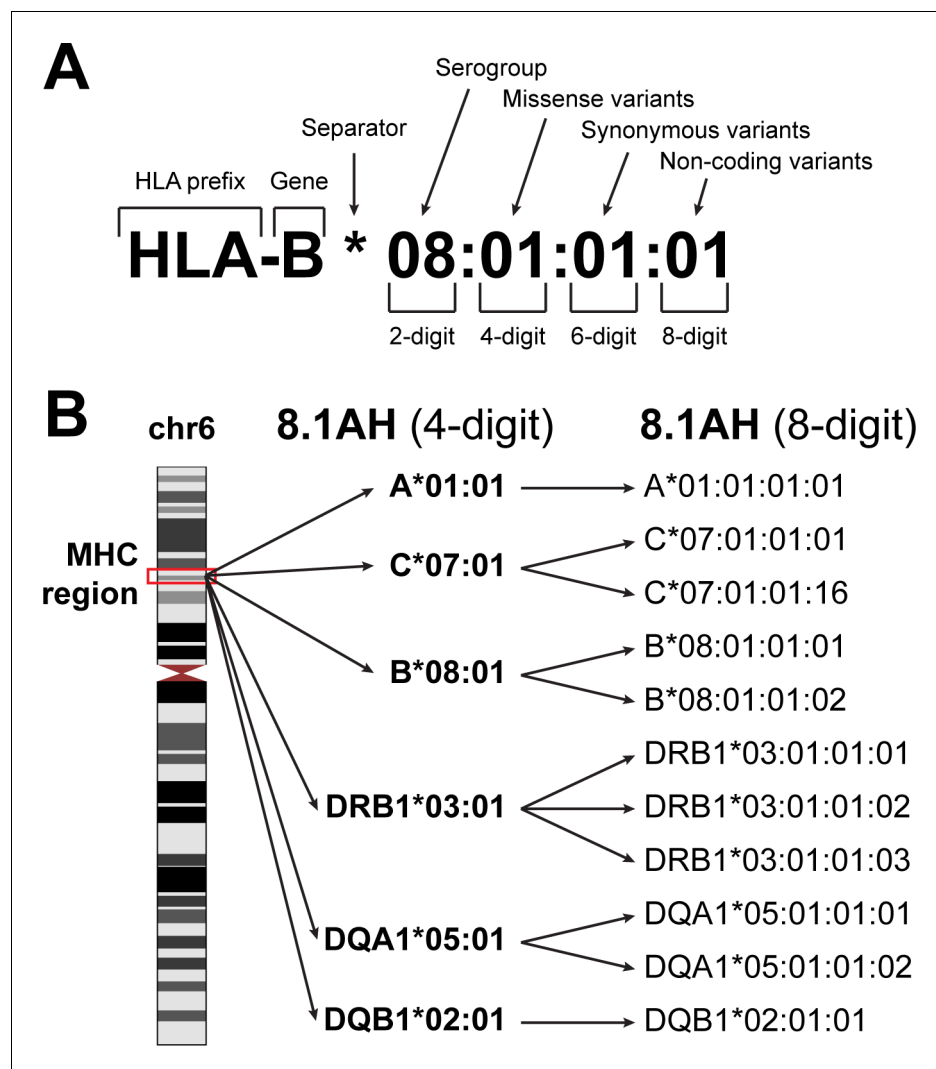 A
Serogroup
Missense variants
Separator
Synonymous variants
Non-coding variants
HLA prefix
Gene
HLA-B * 08:01:01:01
2-digit 4-digit 6-digit 8-digit
B
chr6
8.1AH (4-digit)
8.1AH (8-digit)
MHC
region
A*01:01
A*01:01:01:01
C*07:01
C*07:01:01:01
C*07:01:01:16
B*08:01
B*08:01:01:01
B*08:01:01:02
DRB1*03:01
DRB1*03:01:01:01
DRB1*03:01:01:02
DRB1*03:01:01:03
DQA1*05:01
DQA1*05:01:01:01
DQA1*05:01:01:02
DQB1*02:01
DQB1*02:01:01